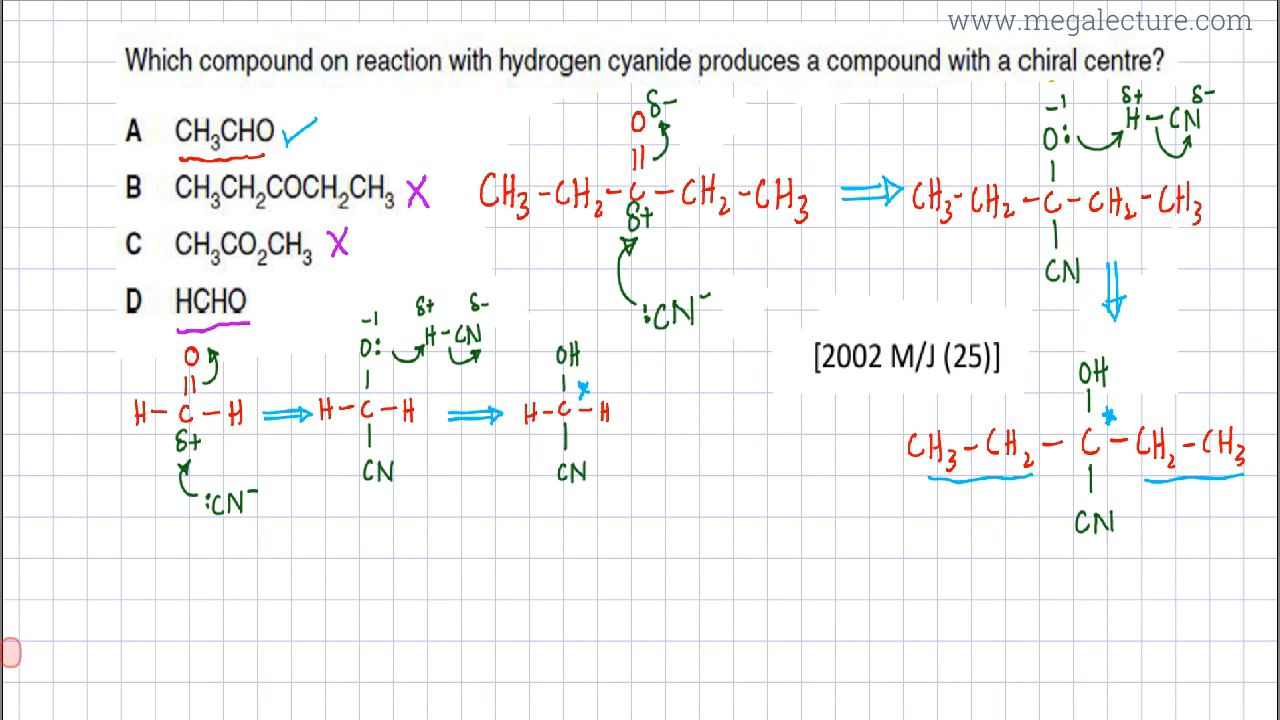 www.megalecture.com
Which compound on reaction with hydrogen cyanide produces a compound with a chiral centre?
A CH₃CHO ✓
B CH₃CH₂COCH₂CH₃ X
C CH₃CO₂CH₃ X
D HCHO
δ-
O
||
CH₃-CH₂-C-CH₂-CH₃
δ+
:CN⁻
-1 δ+ δ-
O: H-CN
|
CH₃-CH₂-C-CH₂-CH₃
|
CN
[2002 M/J (25)]
O
||
H-C-H
δ+
:CN⁻
-1 δ+ δ-
O: H-CN
|
H-C-H
|
CN
OH
|
H-C*-H
|
CN
OH
|
CH₃-CH₂-C*-CH₂-CH₃
|
CN